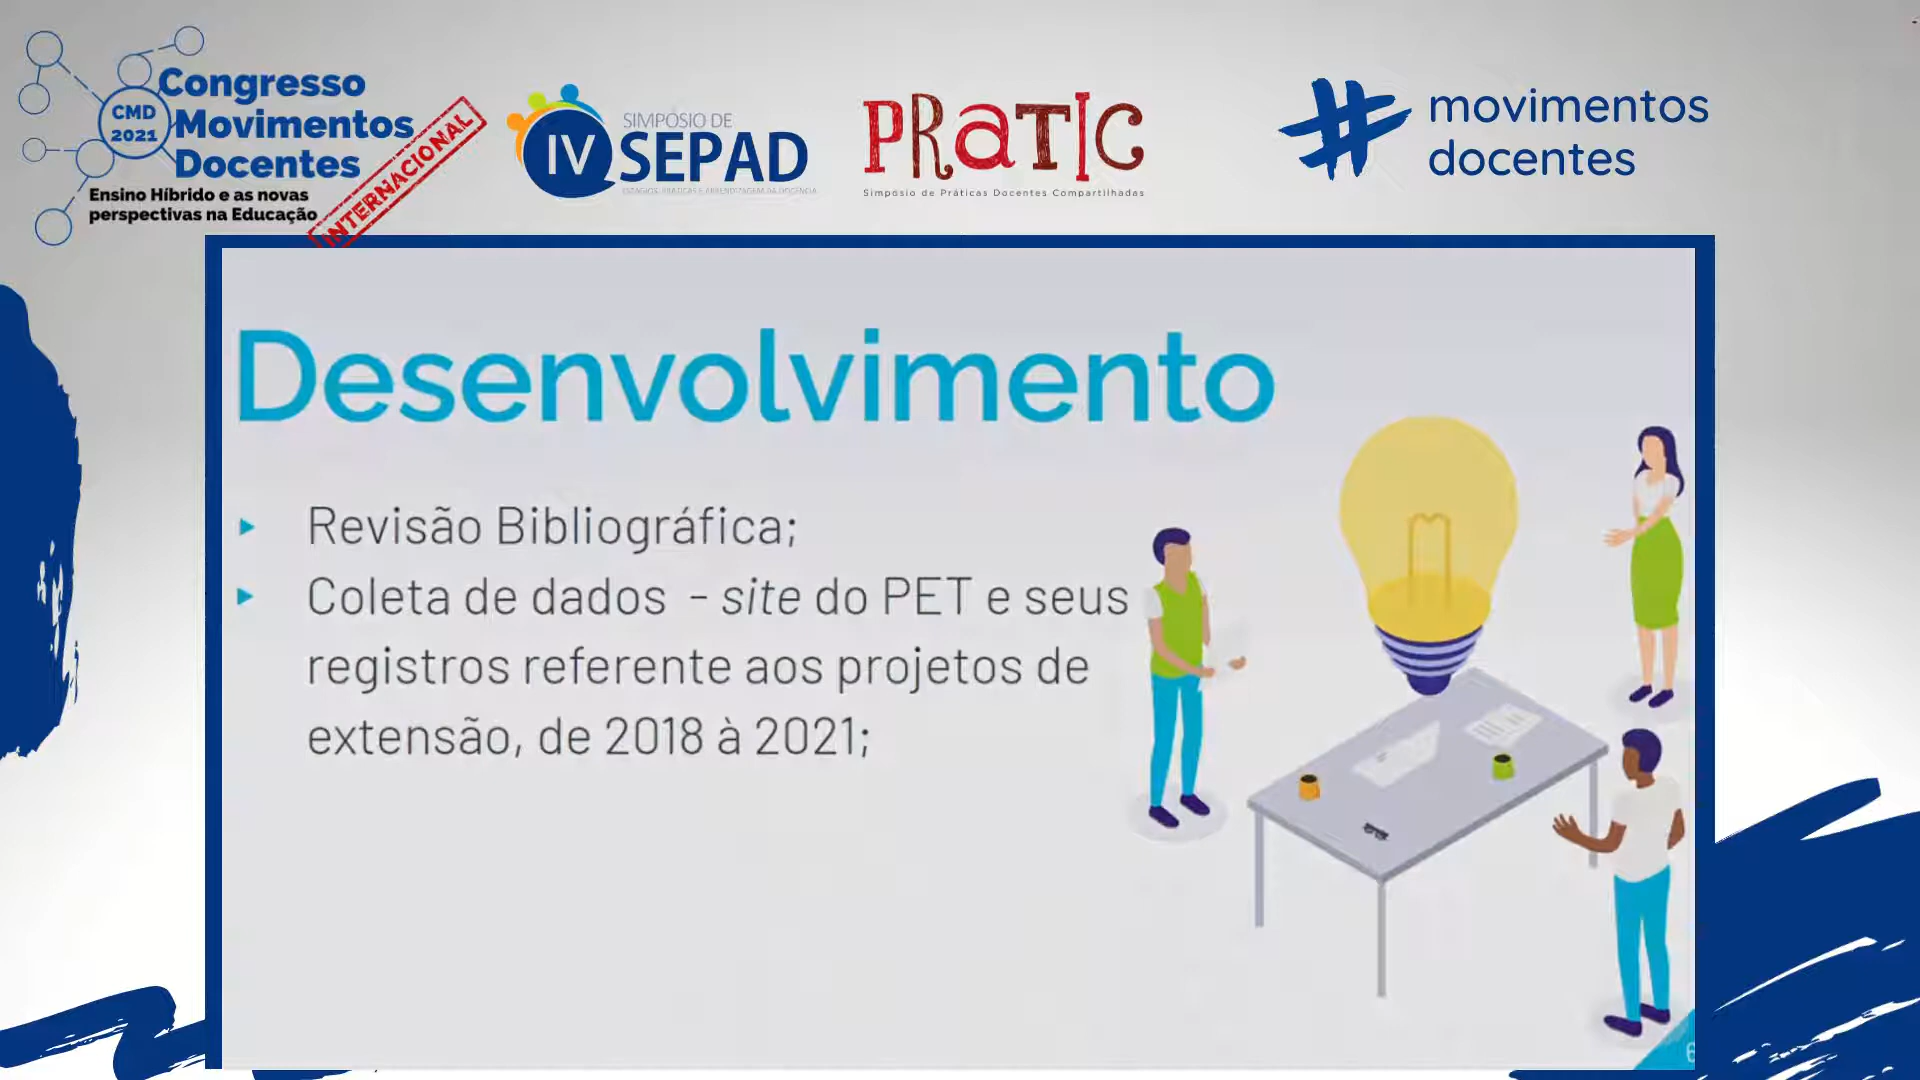 CMD
2021
Congresso
Movimentos
Docentes
INTERNACIONAL
Ensino Híbrido e as novas
perspectivas na Educação
IV
SIMPÓSIO DE
SEPAD
PRATIC
Simpósio de Práticas Docentes Compartilhadas
movimentos
docentes
Desenvolvimento
Revisão Bibliográfica;
Coleta de dados - site do PET e seus
registros referente aos projetos de
extensão, de 2018 à 2021;
6